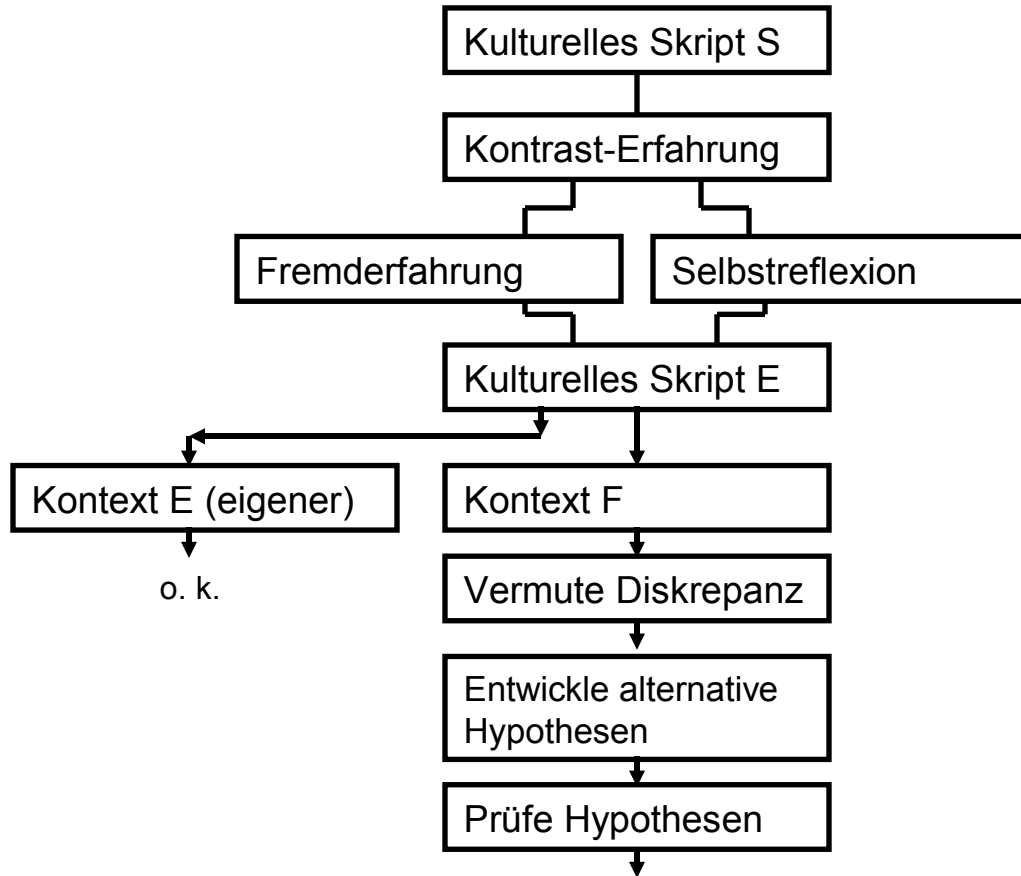 Kulturelles Skript S
Kontrast-Erfahrung
Fremderfahrung
Selbstreflexion
Kulturelles Skript E
Kontext E (eigener)
Kontext F
o. k.
Vermute Diskrepanz
Entwickle alternative
Hypothesen
Prüfe Hypothesen